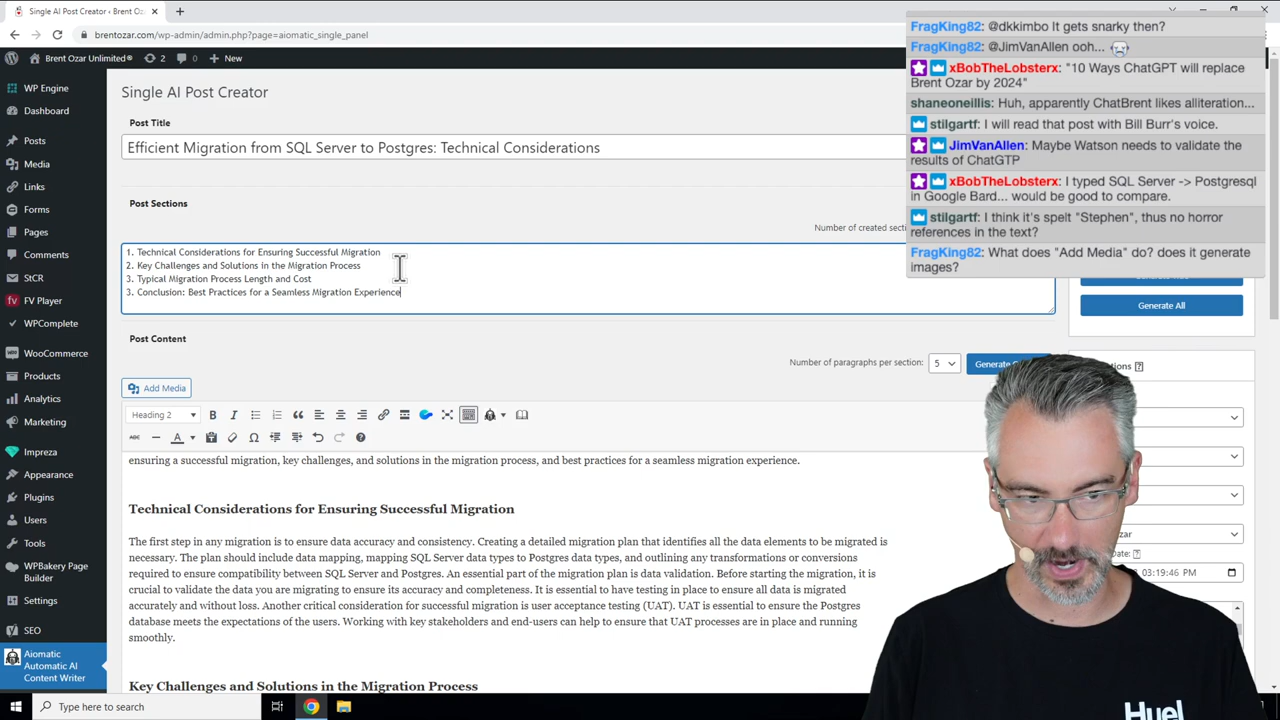 Single AI Post Creator - Brent O
brentozar.com/wp-admin/admin.php?page=aiomatic_single_panel
Brent Ozar Unlimited®
2
0
New
WP Engine
Dashboard
Posts
Media
Links
Forms
Pages
Comments
StCR
FV Player
WPComplete
WooCommerce
Products
Analytics
Marketing
Impreza
Appearance
Plugins
Users
Tools
WPBakery Page
Builder
Settings
SEO
Aiomatic
Automatic AI
Content Writer
Single AI Post Creator
Post Title
Efficient Migration from SQL Server to Postgres: Technical Considerations
Post Sections
Number of created sec
1. Technical Considerations for Ensuring Successful Migration
2. Key Challenges and Solutions in the Migration Process
3. Typical Migration Process Length and Cost
3. Conclusion: Best Practices for a Seamless Migration Experience
Post Content
Number of paragraphs per section:
5
Generate
Add Media
Heading 2
ensuring a successful migration, key challenges, and solutions in the migration process, and best practices for a seamless migration experience.
Technical Considerations for Ensuring Successful Migration
The first step in any migration is to ensure data accuracy and consistency. Creating a detailed migration plan that identifies all the data elements to be migrated is
necessary. The plan should include data mapping, mapping SQL Server data types to Postgres data types, and outlining any transformations or conversions
required to ensure compatibility between SQL Server and Postgres. An essential part of the migration plan is data validation. Before starting the migration, it is
crucial to validate the data you are migrating to ensure its accuracy and completeness. It is essential to have testing in place to ensure all data is migrated
accurately and without loss. Another critical consideration for successful migration is user acceptance testing (UAT). UAT is essential to ensure the Postgres
database meets the expectations of the users. Working with key stakeholders and end-users can help to ensure that UAT processes are in place and running
smoothly.
Key Challenges and Solutions in the Migration Process
FragKing82: @dkkimbo It gets snarky then?
FragKing82: @JimVanAllen ooh...
xBobTheLobsterx: "10 Ways ChatGPT will replace
Brent Ozar by 2024"
shaneoneillis: Huh, apparently ChatBrent likes alliteration...
stilgartf: I will read that post with Bill Burr's voice.
JimVanAllen: Maybe Watson needs to validate the
results of ChatGTP
xBobTheLobsterx: I typed SQL Server -> Postgresql
in Google Bard... would be good to compare.
stilgartf: I think it's spelt "Stephen", thus no horror
references in the text?
FragKing82: What does "Add Media" do? does it generate
images?
Generate All
tions [?]
zar
Date: [?]
03:19:46 PM
Huel
Type here to search